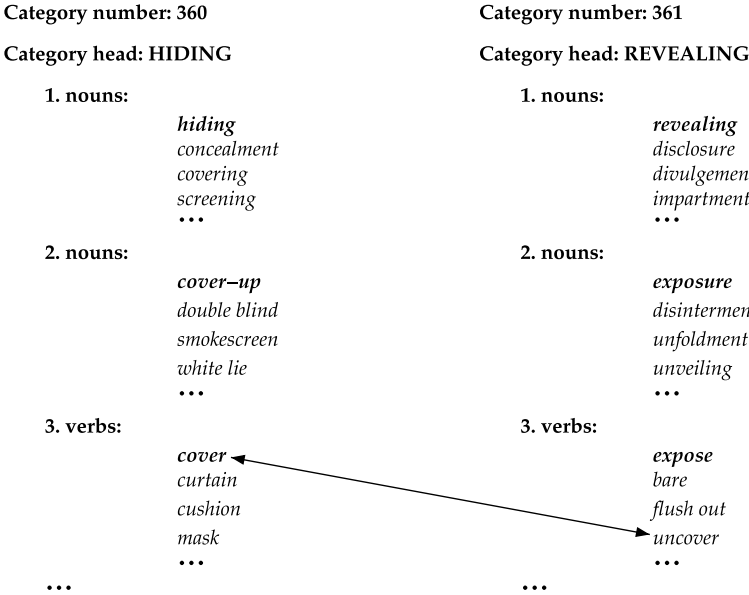 Category number: 360
Category head: HIDING
1. nouns:
hiding
concealment
covering
screening
...
2. nouns:
cover–up
double blind
smokescreen
white lie
...
3. verbs:
cover
curtain
cushion
mask
...
...
Category number: 361
Category head: REVEALING
1. nouns:
revealing
disclosure
divulgemen
impartment
...
2. nouns:
exposure
disintermen
unfoldment
unveiling
...
3. verbs:
expose
bare
flush out
uncover
...
...